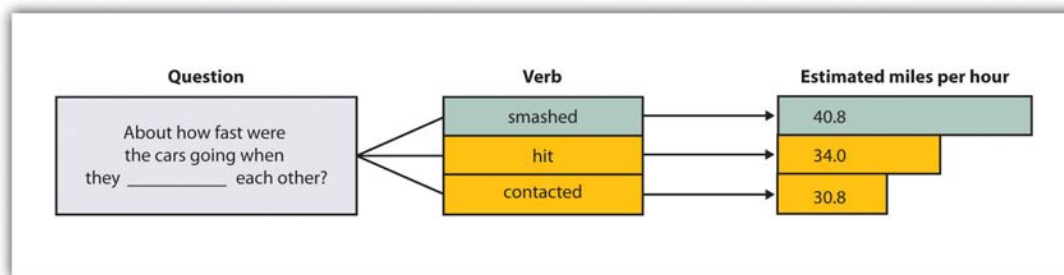 Question
Verb
Estimated miles per hour
About how fast were
the cars going when
they __________ each other?
smashed
hit
contacted
40.8
34.0
30.8